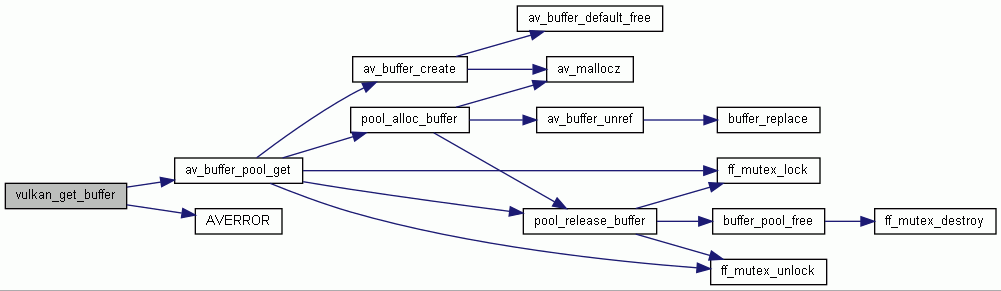 av_buffer_default_free
av_buffer_create
av_mallocz
pool_alloc_buffer
av_buffer_unref
buffer_replace
av_buffer_pool_get
ff_mutex_lock
vulkan_get_buffer
AVERROR
pool_release_buffer
buffer_pool_free
ff_mutex_destroy
ff_mutex_unlock